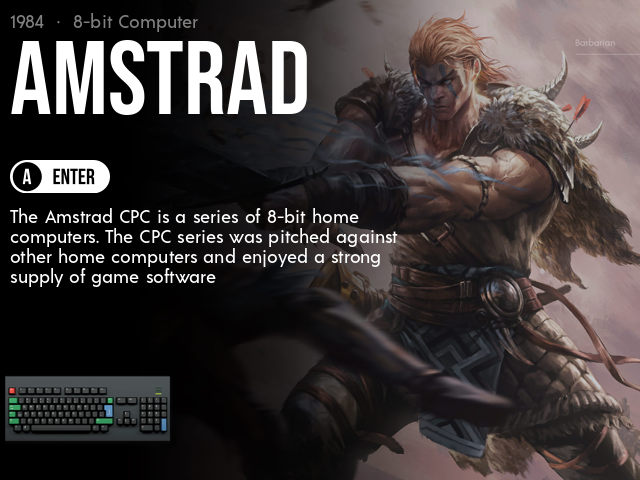 1984 · 8-bit Computer
AMSTRAD
Barbarian
A ENTER
The Amstrad CPC is a series of 8-bit home
computers. The CPC series was pitched against
other home computers and enjoyed a strong
supply of game software